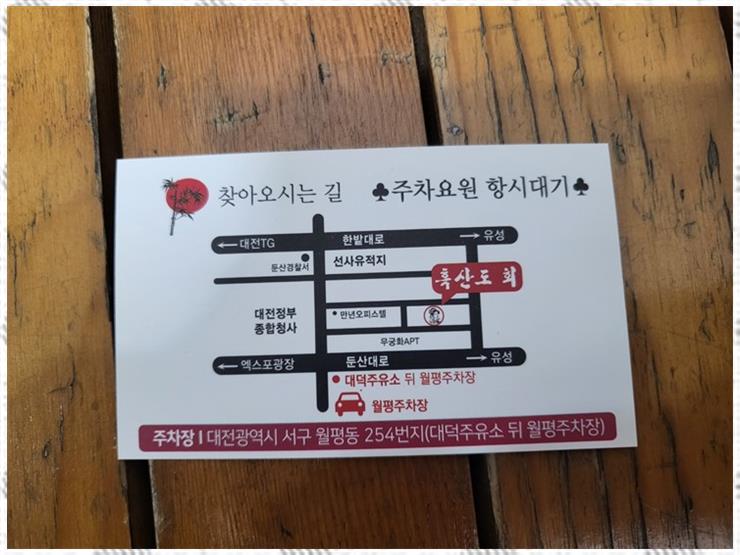 찾아오시는 길 ♣주차요원 항시대기♣
← 대전TG 한밭대로 → 유성
둔산경찰서 선사유적지
흑산도 회
대전정부
종합청사
만년오피스텔
무궁화APT
← 엑스포광장 둔산대로 → 유성
대덕주유소 뒤 월평주차장
월평주차장
주차장 | 대전광역시 서구 월평동 254번지(대덕주유소 뒤 월평주차장)